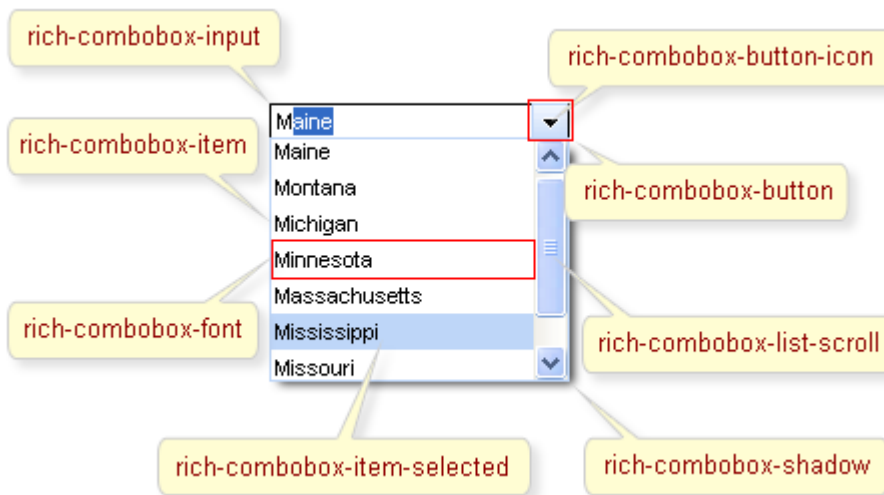 rich-combobox-input
rich-combobox-button-icon
Maine
rich-combobox-item
Maine
Montana
rich-combobox-button
Michigan
Minnesota
Massachusetts
rich-combobox-font
Mississippi
rich-combobox-list-scroll
Missouri
rich-combobox-item-selected
rich-combobox-shadow